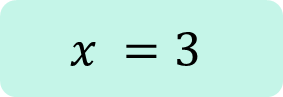 x = 3